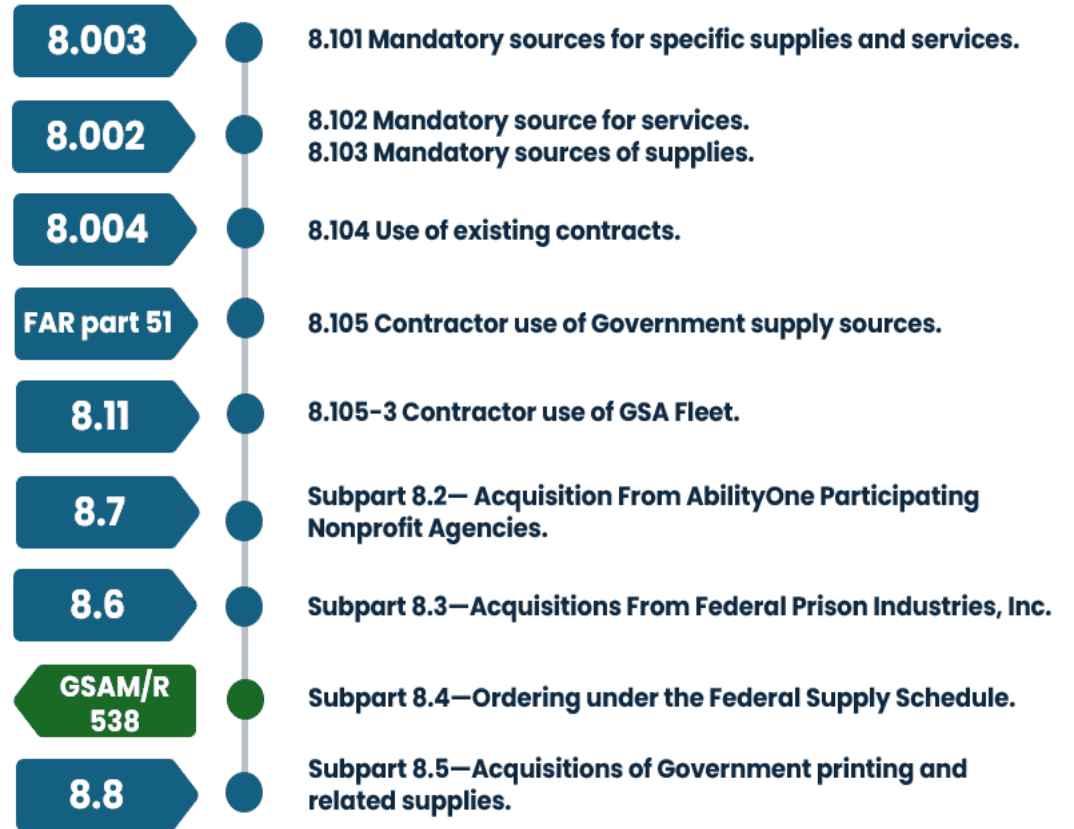 8.003
8.101 Mandatory sources for specific supplies and services.
8.002
8.102 Mandatory source for services.
8.103 Mandatory sources of supplies.
8.004
8.104 Use of existing contracts.
FAR part 51
8.105 Contractor use of Government supply sources.
8.11
8.105-3 Contractor use of GSA Fleet.
8.7
Subpart 8.2— Acquisition From AbilityOne Participating
Nonprofit Agencies.
8.6
Subpart 8.3—Acquisitions From Federal Prison Industries, Inc.
GSAM/R
538
Subpart 8.4—Ordering under the Federal Supply Schedule.
8.8
Subpart 8.5—Acquisitions of Government printing and
related supplies.